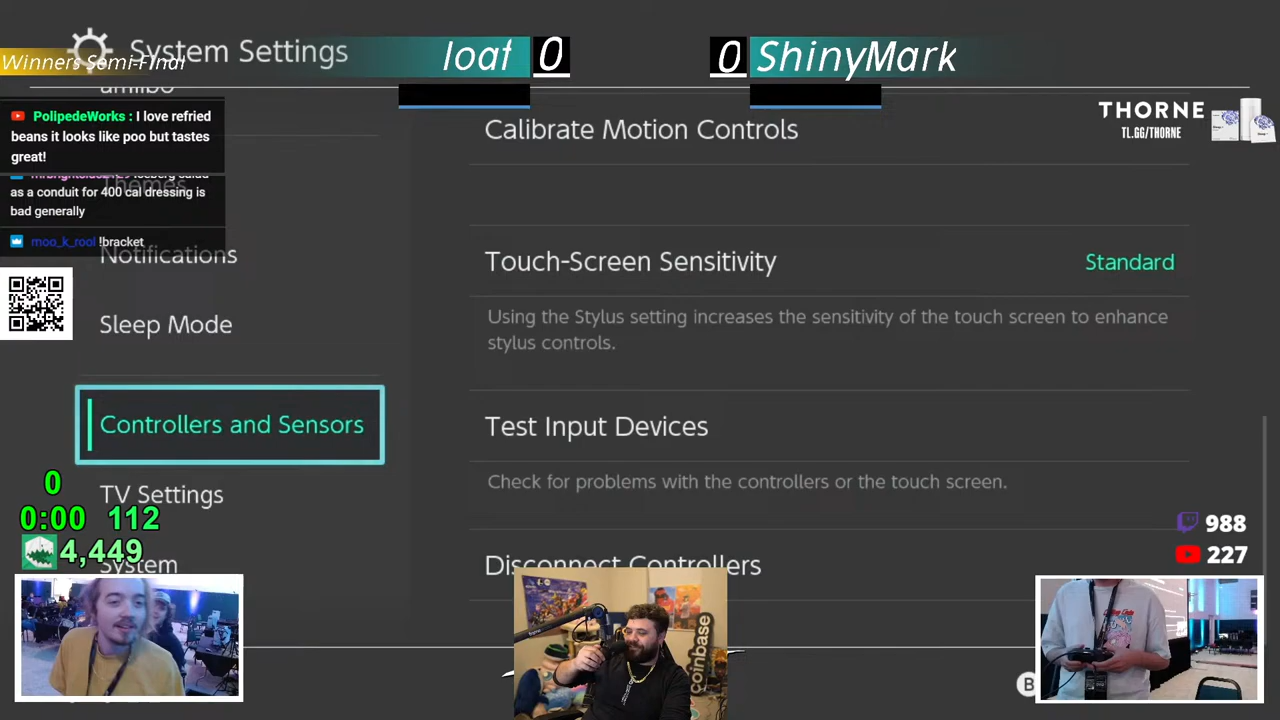 System Settings
Winners Semi-Final
loaf 0
0 ShinyMark
amiibo
PolipedeWorks : I love refried
beans it looks like poo but tastes
great!
Themes
as a conduit for 400 cal dressing is
bad generally
moo_k_rool !bracket
Notifications
Sleep Mode
Controllers and Sensors
TV Settings
System
0
0:00 112
4,449
Calibrate Motion Controls
Touch-Screen Sensitivity
Standard
Using the Stylus setting increases the sensitivity of the touch screen to enhance
stylus controls.
Test Input Devices
Check for problems with the controllers or the touch screen.
Disconnect Controllers
THORNE
TL.GG/THORNE
988
227
coinbase
B